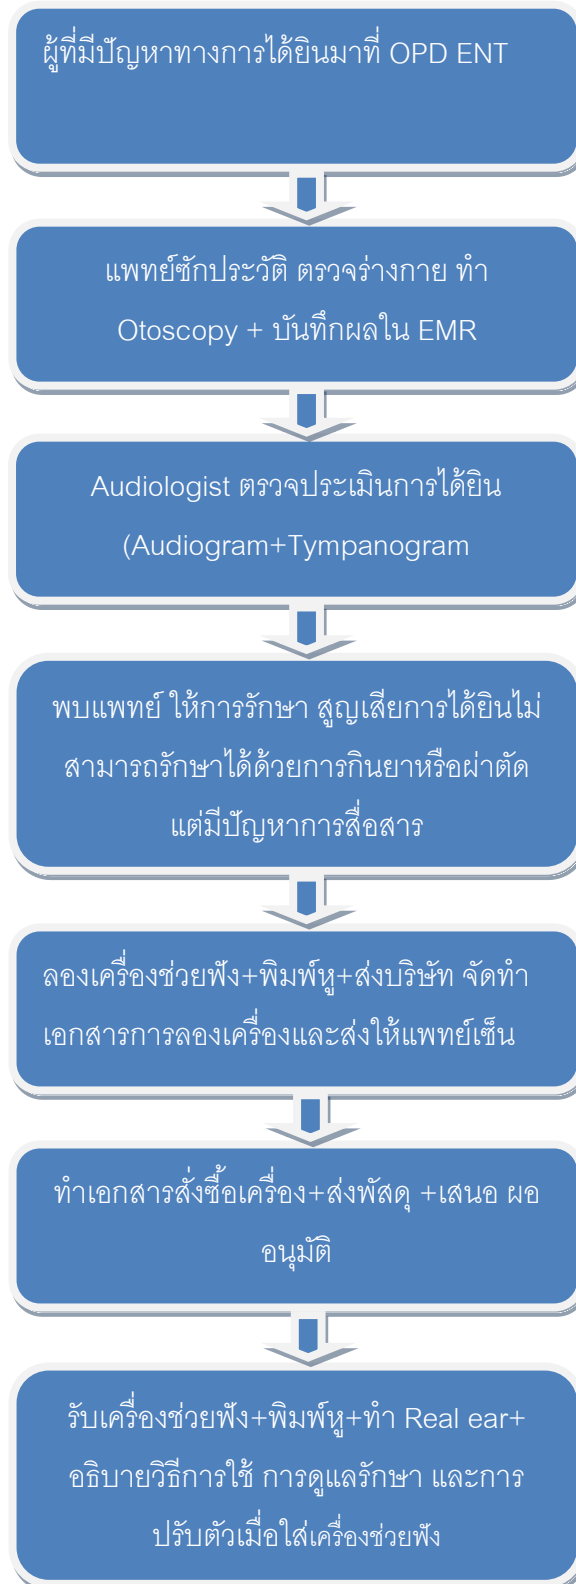 ผู้ที่มีปัญหาทางการได้ยินมาที่ OPD ENT
แพทย์ซักประวัติ ตรวจร่างกาย ทำ
Otoscopy + บันทึกผลใน EMR
Audiologist ตรวจประเมินการได้ยิน
(Audiogram+Tympanogram
พบแพทย์ ให้การรักษา สูญเสียการได้ยินไม่
สามารถรักษาได้ด้วยการกินยาหรือผ่าตัด
แต่มีปัญหาการสื่อสาร
ลองเครื่องช่วยฟัง+พิมพ์หู+ส่งบริษัท จัดทำ
เอกสารการลองเครื่องและส่งให้แพทย์เซ็น
ทำเอกสารสั่งซื้อเครื่อง+ส่งพัสดุ +เสนอ ผอ
อนุมัติ
รับเครื่องช่วยฟัง+พิมพ์หู+ทำ Real ear+
อธิบายวิธีการใช้ การดูแลรักษา และการ
ปรับตัวเมื่อใส่เครื่องช่วยฟัง